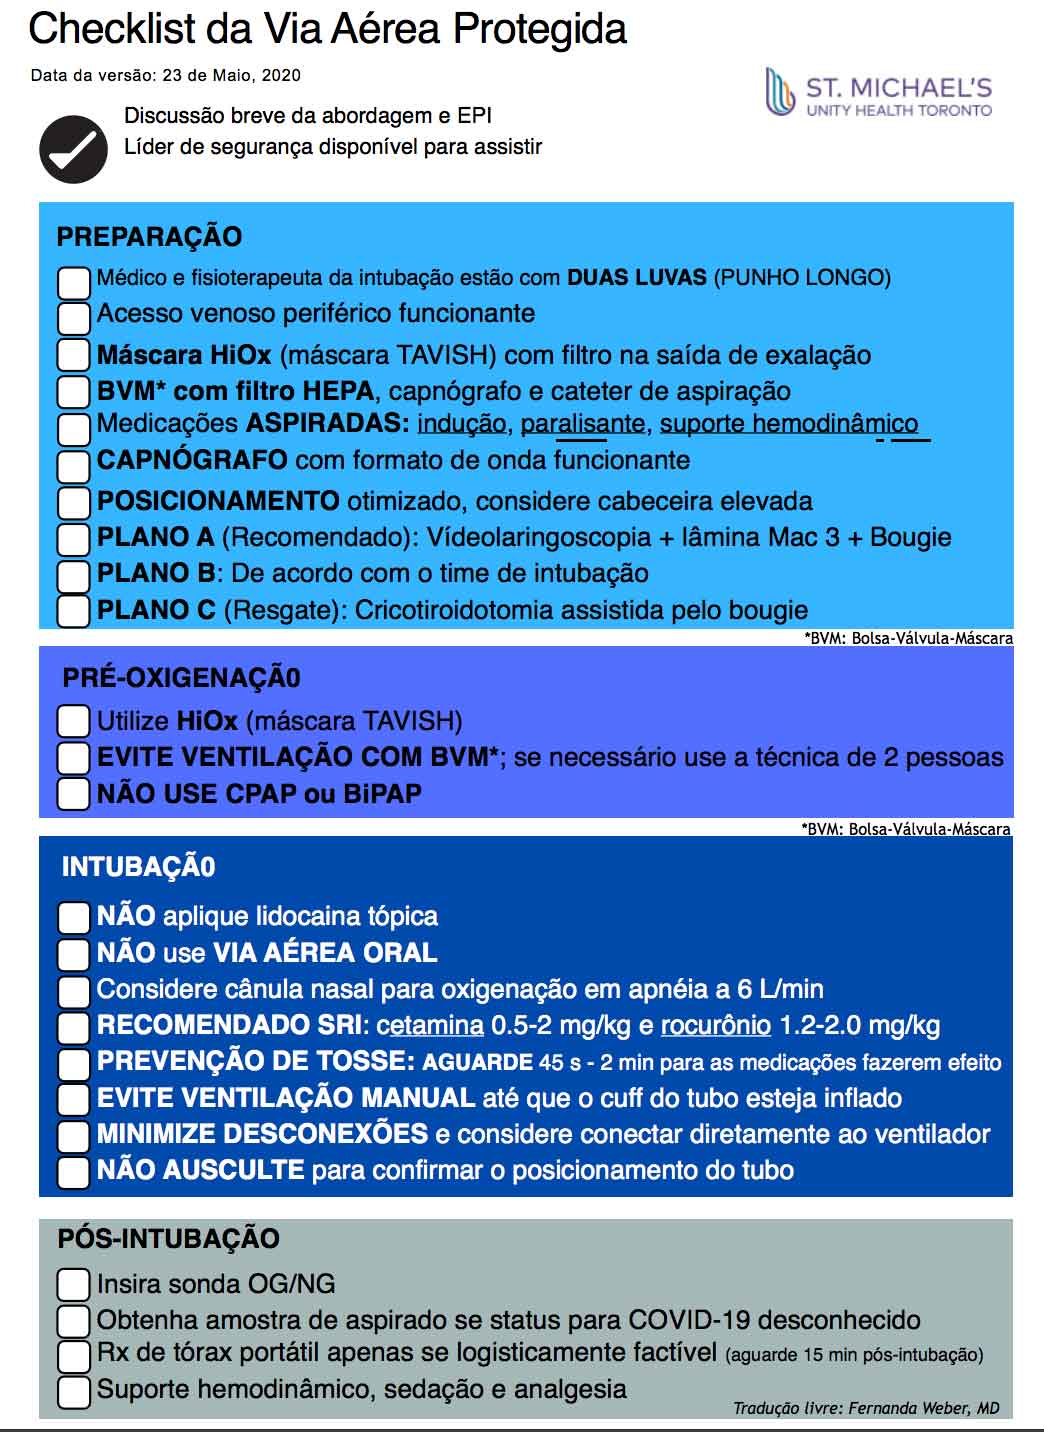 Checklist da Via Aérea Protegida
Data da versão: 23 de Maio, 2020
ST. MICHAEL'S
UNITY HEALTH TORONTO
Discussão breve da abordagem e EPI
Líder de segurança disponível para assistir
PREPARAÇÃO
Médico e fisioterapeuta da intubação estão com DUAS LUVAS (PUNHO LONGO)
Acesso venoso periférico funcionante
Máscara HiOx (máscara TAVISH) com filtro na saída de exalação
BVM* com filtro HEPA, capnógrafo e cateter de aspiração
Medicações ASPIRADAS: indução, paralisante, suporte hemodinâmico
CAPNÓGRAFO com formato de onda funcionante
POSICIONAMENTO otimizado, considere cabeceira elevada
PLANO A (Recomendado): Vídeolaringoscopia + lâmina Mac 3 + Bougie
PLANO B: De acordo com o time de intubação
PLANO C (Resgate): Cricotiroidotomia assistida pelo bougie
*BVM: Bolsa-Válvula-Máscara
PRÉ-OXIGENAÇÃ0
Utilize HiOx (máscara TAVISH)
EVITE VENTILAÇÃO COM BVM*; se necessário use a técnica de 2 pessoas
NÃO USE CPAP ou BiPAP
*BVM: Bolsa-Válvula-Máscara
INTUBAÇÃ0
NÃO aplique lidocaina tópica
NÃO use VIA AÉREA ORAL
Considere cânula nasal para oxigenação em apnéia a 6 L/min
RECOMENDADO SRI: cetamina 0.5-2 mg/kg e rocurônio 1.2-2.0 mg/kg
PREVENÇÃO DE TOSSE: AGUARDE 45 s - 2 min para as medicações fazerem efeito
EVITE VENTILAÇÃO MANUAL até que o cuff do tubo esteja inflado
MINIMIZE DESCONEXÕES e considere conectar diretamente ao ventilador
NÃO AUSCULTE para confirmar o posicionamento do tubo
PÓS-INTUBAÇÃO
Insira sonda OG/NG
Obtenha amostra de aspirado se status para COVID-19 desconhecido
Rx de tórax portátil apenas se logisticamente factível (aguarde 15 min pós-intubação)
Suporte hemodinâmico, sedação e analgesia
Tradução livre: Fernanda Weber, MD